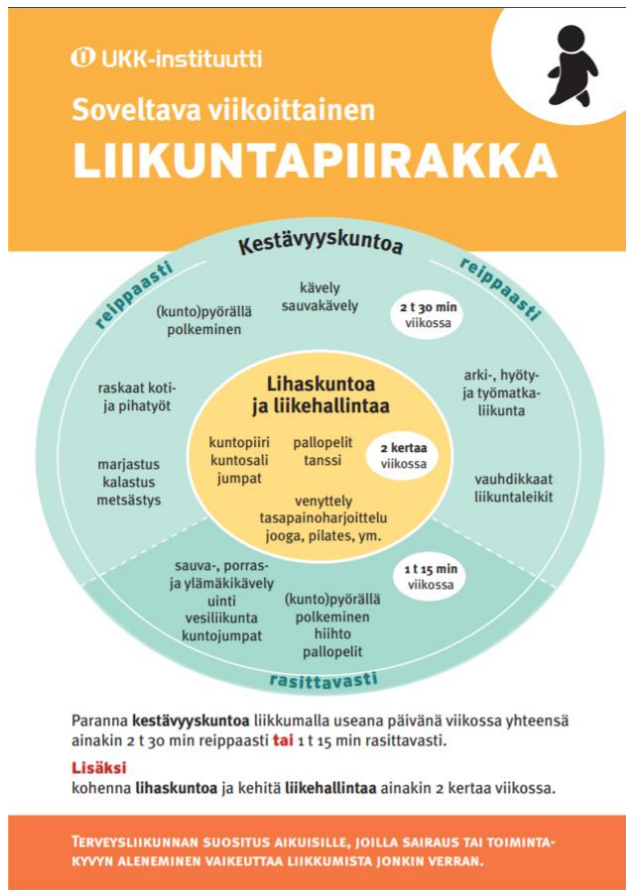 UKK-instituutti
Soveltava viikoittainen
LIIKUNTAPIIRAKKA
Kestävyyskuntoa
reippaasti
reippaasti
kävely
sauvakävely
(kunto)pyörällä
polkeminen
2 t 30 min
viikossa
raskaat koti-
ja pihatyöt
arki-, hyöty-
ja työmatka-
liikunta
marjastus
kalastus
metsästys
vauhdikkaat
liikuntaleikit
Lihaskuntoa
ja liikehallintaa
kuntopiiri
kuntosali
jumpat
pallopelit
tanssi
2 kertaa
viikossa
venyttely
tasapainoharjoittelu
jooga, pilates, ym.
sauva-, porras-
ja ylämäkikävely
uinti
vesiliikunta
kuntojumpat
(kunto)pyörällä
polkeminen
hiihto
pallopelit
1 t 15 min
viikossa
rasittavasti
Paranna kestävyyskuntoa liikkumalla useana päivänä viikossa yhteensä
ainakin 2 t 30 min reippaasti tai 1 t 15 min rasittavasti.
Lisäksi
kohenna lihaskuntoa ja kehitä liikehallintaa ainakin 2 kertaa viikossa.
TERVEYSLIIKUNNAN SUOSITUS AIKUISILLE, JOILLA SAIRAUS TAI TOIMINTA-
KYVYN ALENEMINEN VAIKEUTTAA LIIKKUMISTA JONKIN VERRAN.